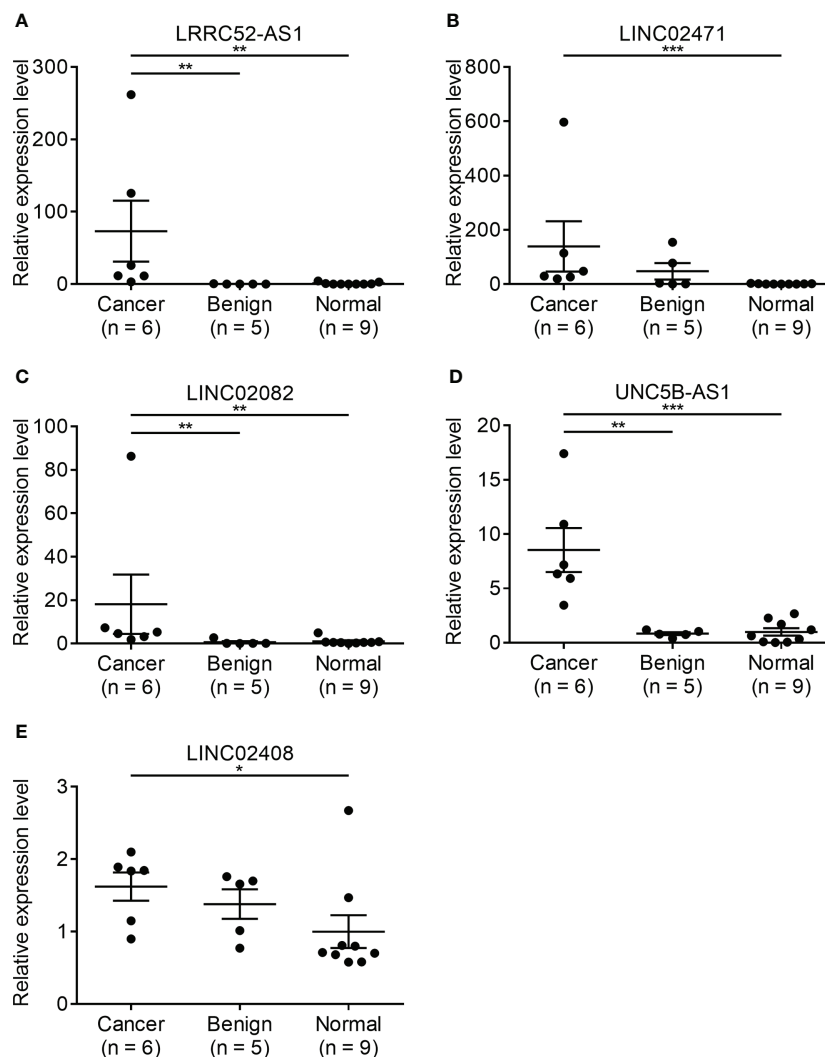 A
LRRC52-AS1
**
**
Relative expression level
300
200
100
0
Cancer Benign Normal
(n = 6) (n = 5) (n = 9)
B
LINC02471
***
Relative expression level
800
600
400
200
0
Cancer Benign Normal
(n = 6) (n = 5) (n = 9)
C
LINC02082
**
**
Relative expression level
100
80
60
40
20
0
Cancer Benign Normal
(n = 6) (n = 5) (n = 9)
D
UNC5B-AS1
***
**
Relative expression level
20
15
10
5
0
Cancer Benign Normal
(n = 6) (n = 5) (n = 9)
E
LINC02408
*
Relative expression level
3
2
1
0
Cancer Benign Normal
(n = 6) (n = 5) (n = 9)